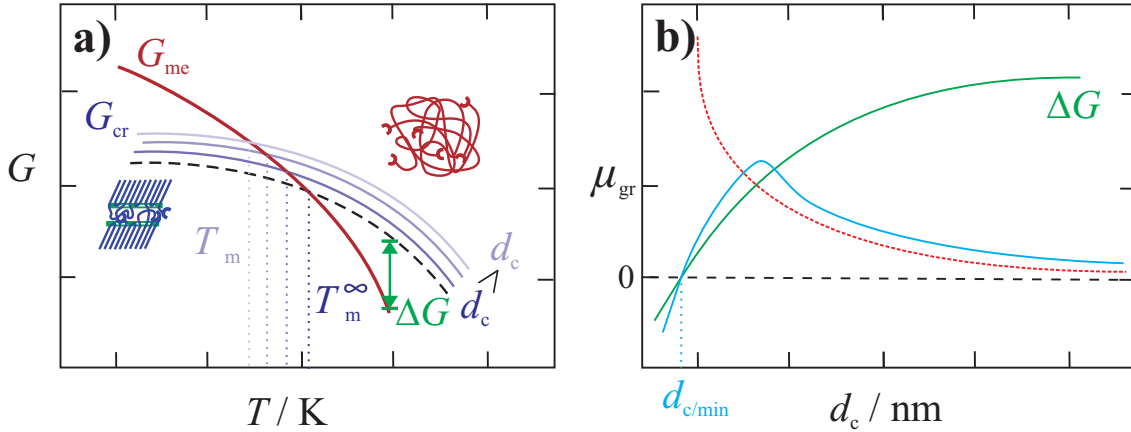 a)
G_me
G_cr
G
T_m
T_m^∞
ΔG
d_c
d_c
T / K
b)
ΔG
μ_gr
0
d_c/min
d_c / nm